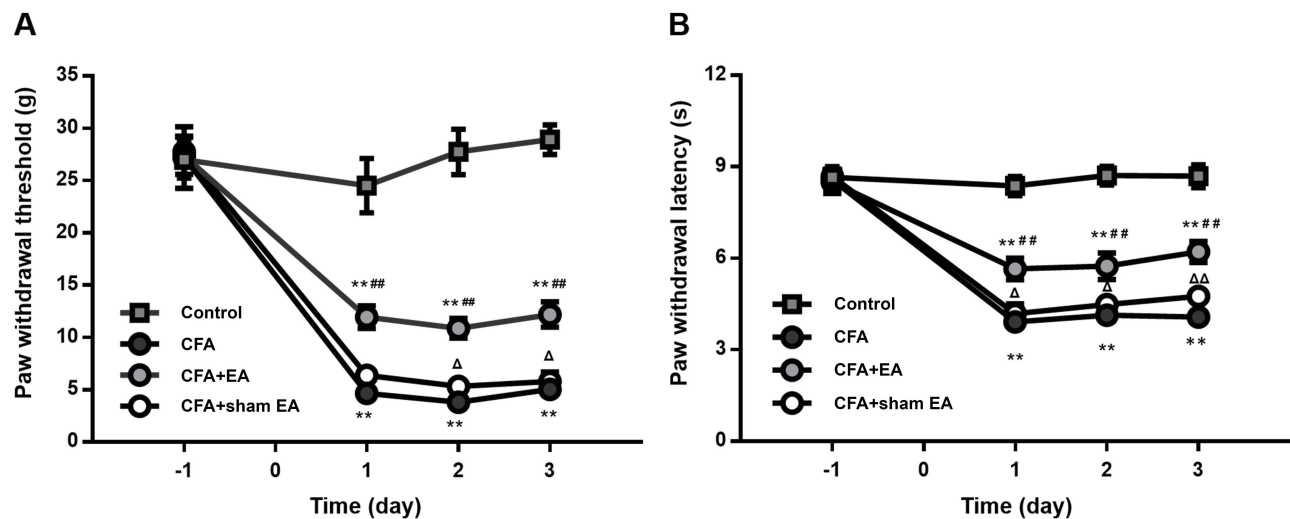 A
Paw withdrawal threshold (g)
35
30
25
20
15
10
5
0
-1
0
1
2
3
Time (day)
Control
CFA
CFA+EA
CFA+sham EA
**##
**##
**##
Δ
Δ
**
**
**
B
Paw withdrawal latency (s)
12
9
6
3
0
-1
0
1
2
3
Time (day)
Control
CFA
CFA+EA
CFA+sham EA
**##
**##
**##
Δ
Δ
ΔΔ
**
**
**